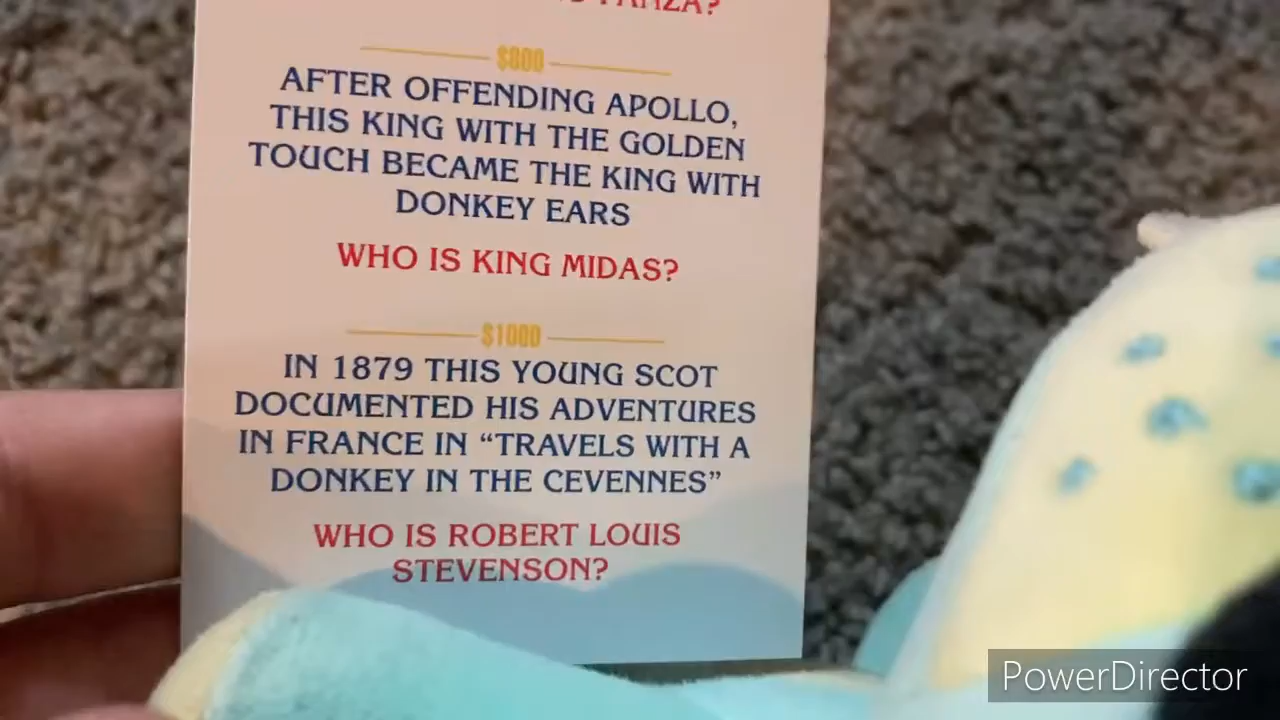 $800
AFTER OFFENDING APOLLO,
THIS KING WITH THE GOLDEN
TOUCH BECAME THE KING WITH
DONKEY EARS
WHO IS KING MIDAS?
$1000
IN 1879 THIS YOUNG SCOT
DOCUMENTED HIS ADVENTURES
IN FRANCE IN “TRAVELS WITH A
DONKEY IN THE CEVENNES”
WHO IS ROBERT LOUIS
STEVENSON?
PowerDirector